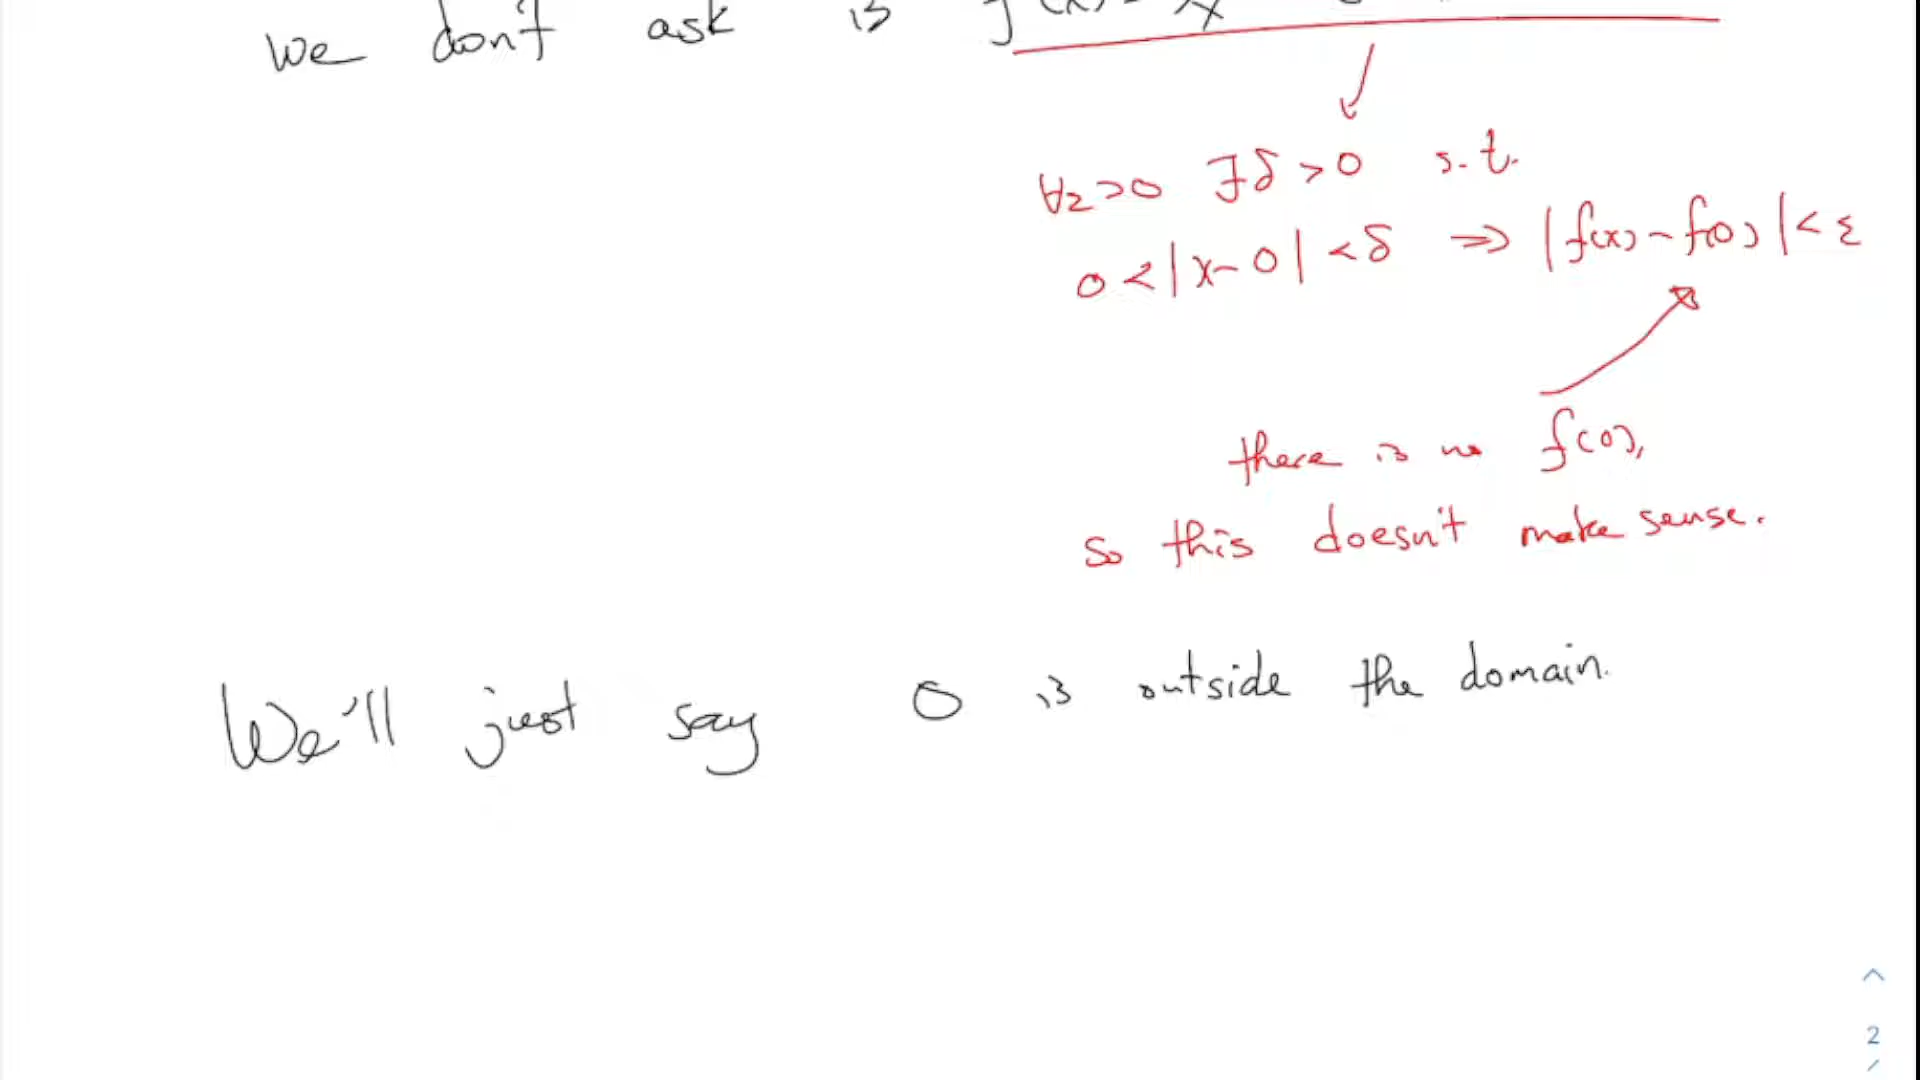 we don't ask is
∀ε>0 ∃δ>0 s.t.
0<|x-0|<δ ⇒ |f(x)-f(0)|<ε
there is no f(0),
so this doesn't make sense.
We'll just say 0 is outside the domain.
2